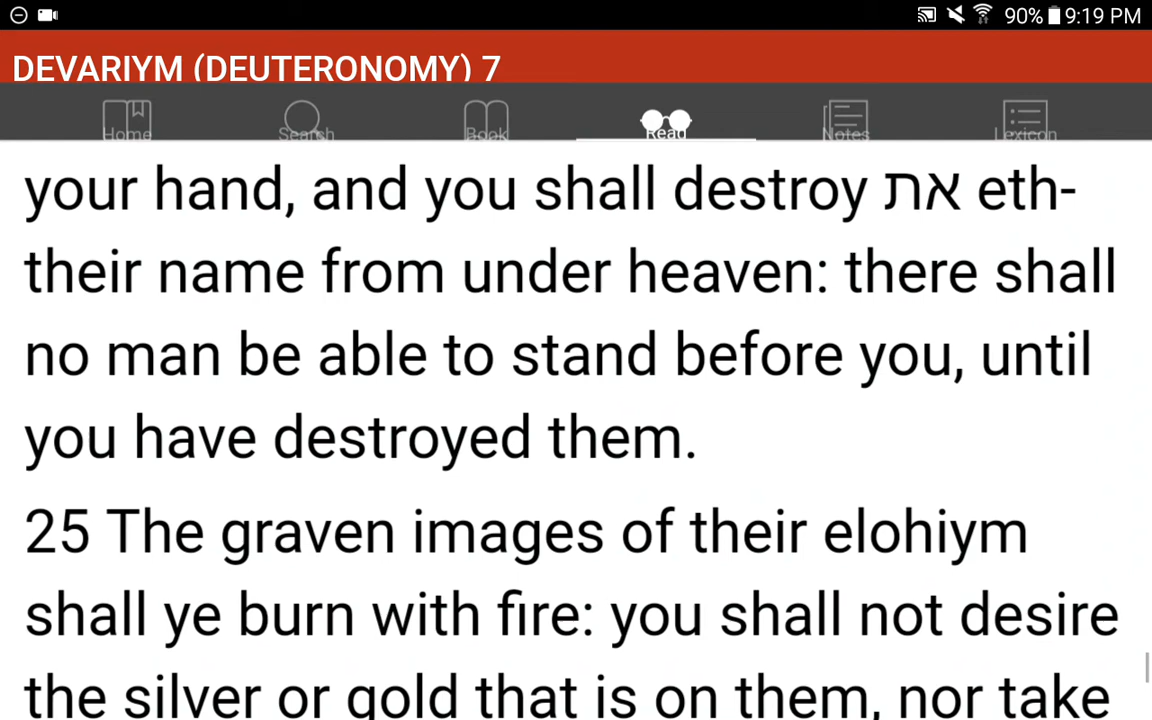 90% 9:19 PM
DEVARIYM (DEUTERONOMY) 7
Home Search Book Read Notes Lexicon
your hand, and you shall destroy את eth-
their name from under heaven: there shall
no man be able to stand before you, until
you have destroyed them.
25 The graven images of their elohiym
shall ye burn with fire: you shall not desire
the silver or gold that is on them, nor take